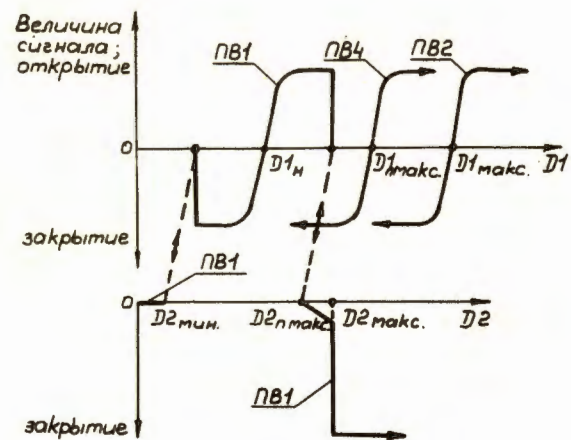 Величина
сигнала;
открытие
ПВ1
ПВ4
ПВ2
0
D1н
D1пмакс.
D1макс.
D1
закрытие
ПВ1
0
D2мин.
D2пмакс.
D2макс.
D2
ПВ1
закрытие